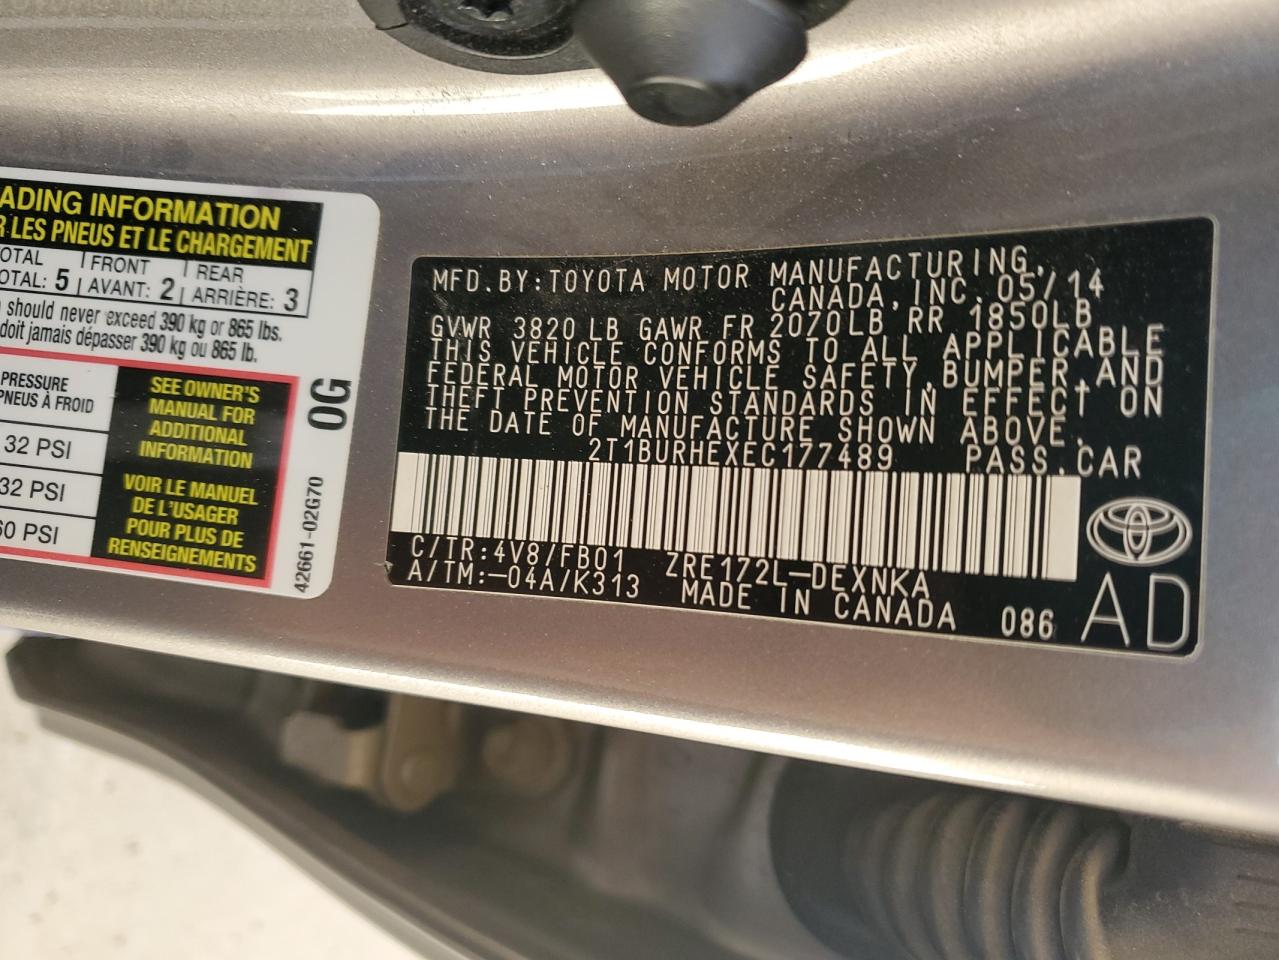 ADING INFORMATION
R LES PNEUS ET LE CHARGEMENT
OTAL FRONT REAR
OTAL: 5 AVANT: 2 ARRIÈRE: 3
should never exceed 390 kg or 865 lbs.
doit jamais dépasser 390 kg ou 865 lb.
PRESSURE
PNEUS À FROID
32 PSI
32 PSI
60 PSI
SEE OWNER'S
MANUAL FOR
ADDITIONAL
INFORMATION
VOIR LE MANUEL
DE L'USAGER
POUR PLUS DE
RENSEIGNEMENTS
0G
42661-02G70
MFD.BY:TOYOTA MOTOR MANUFACTURING,
CANADA,INC.05/14
GVWR 3820 LB GAWR FR 2070LB RR 1850LB
THIS VEHICLE CONFORMS TO ALL APPLICABLE
FEDERAL MOTOR VEHICLE SAFETY,BUMPER,AND
THEFT PREVENTION STANDARDS IN EFFECT ON
THE DATE OF MANUFACTURE SHOWN ABOVE.
2T1BURHEXEC177489 PASS.CAR
C/TR:4V8/FB01 ZRE172L-DEXNKA
A/TM:-04A/K313 MADE IN CANADA 086
AD